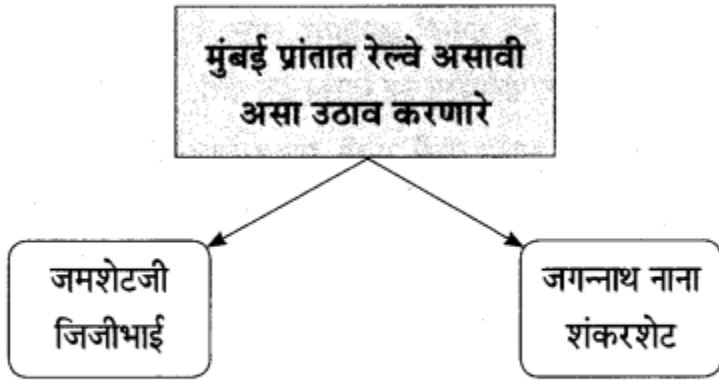 मुंबई प्रांतात रेल्वे असावी
असा उठाव करणारे
जमशेटजी
जिजीभाई
जगन्नाथ नाना
शंकरशेट